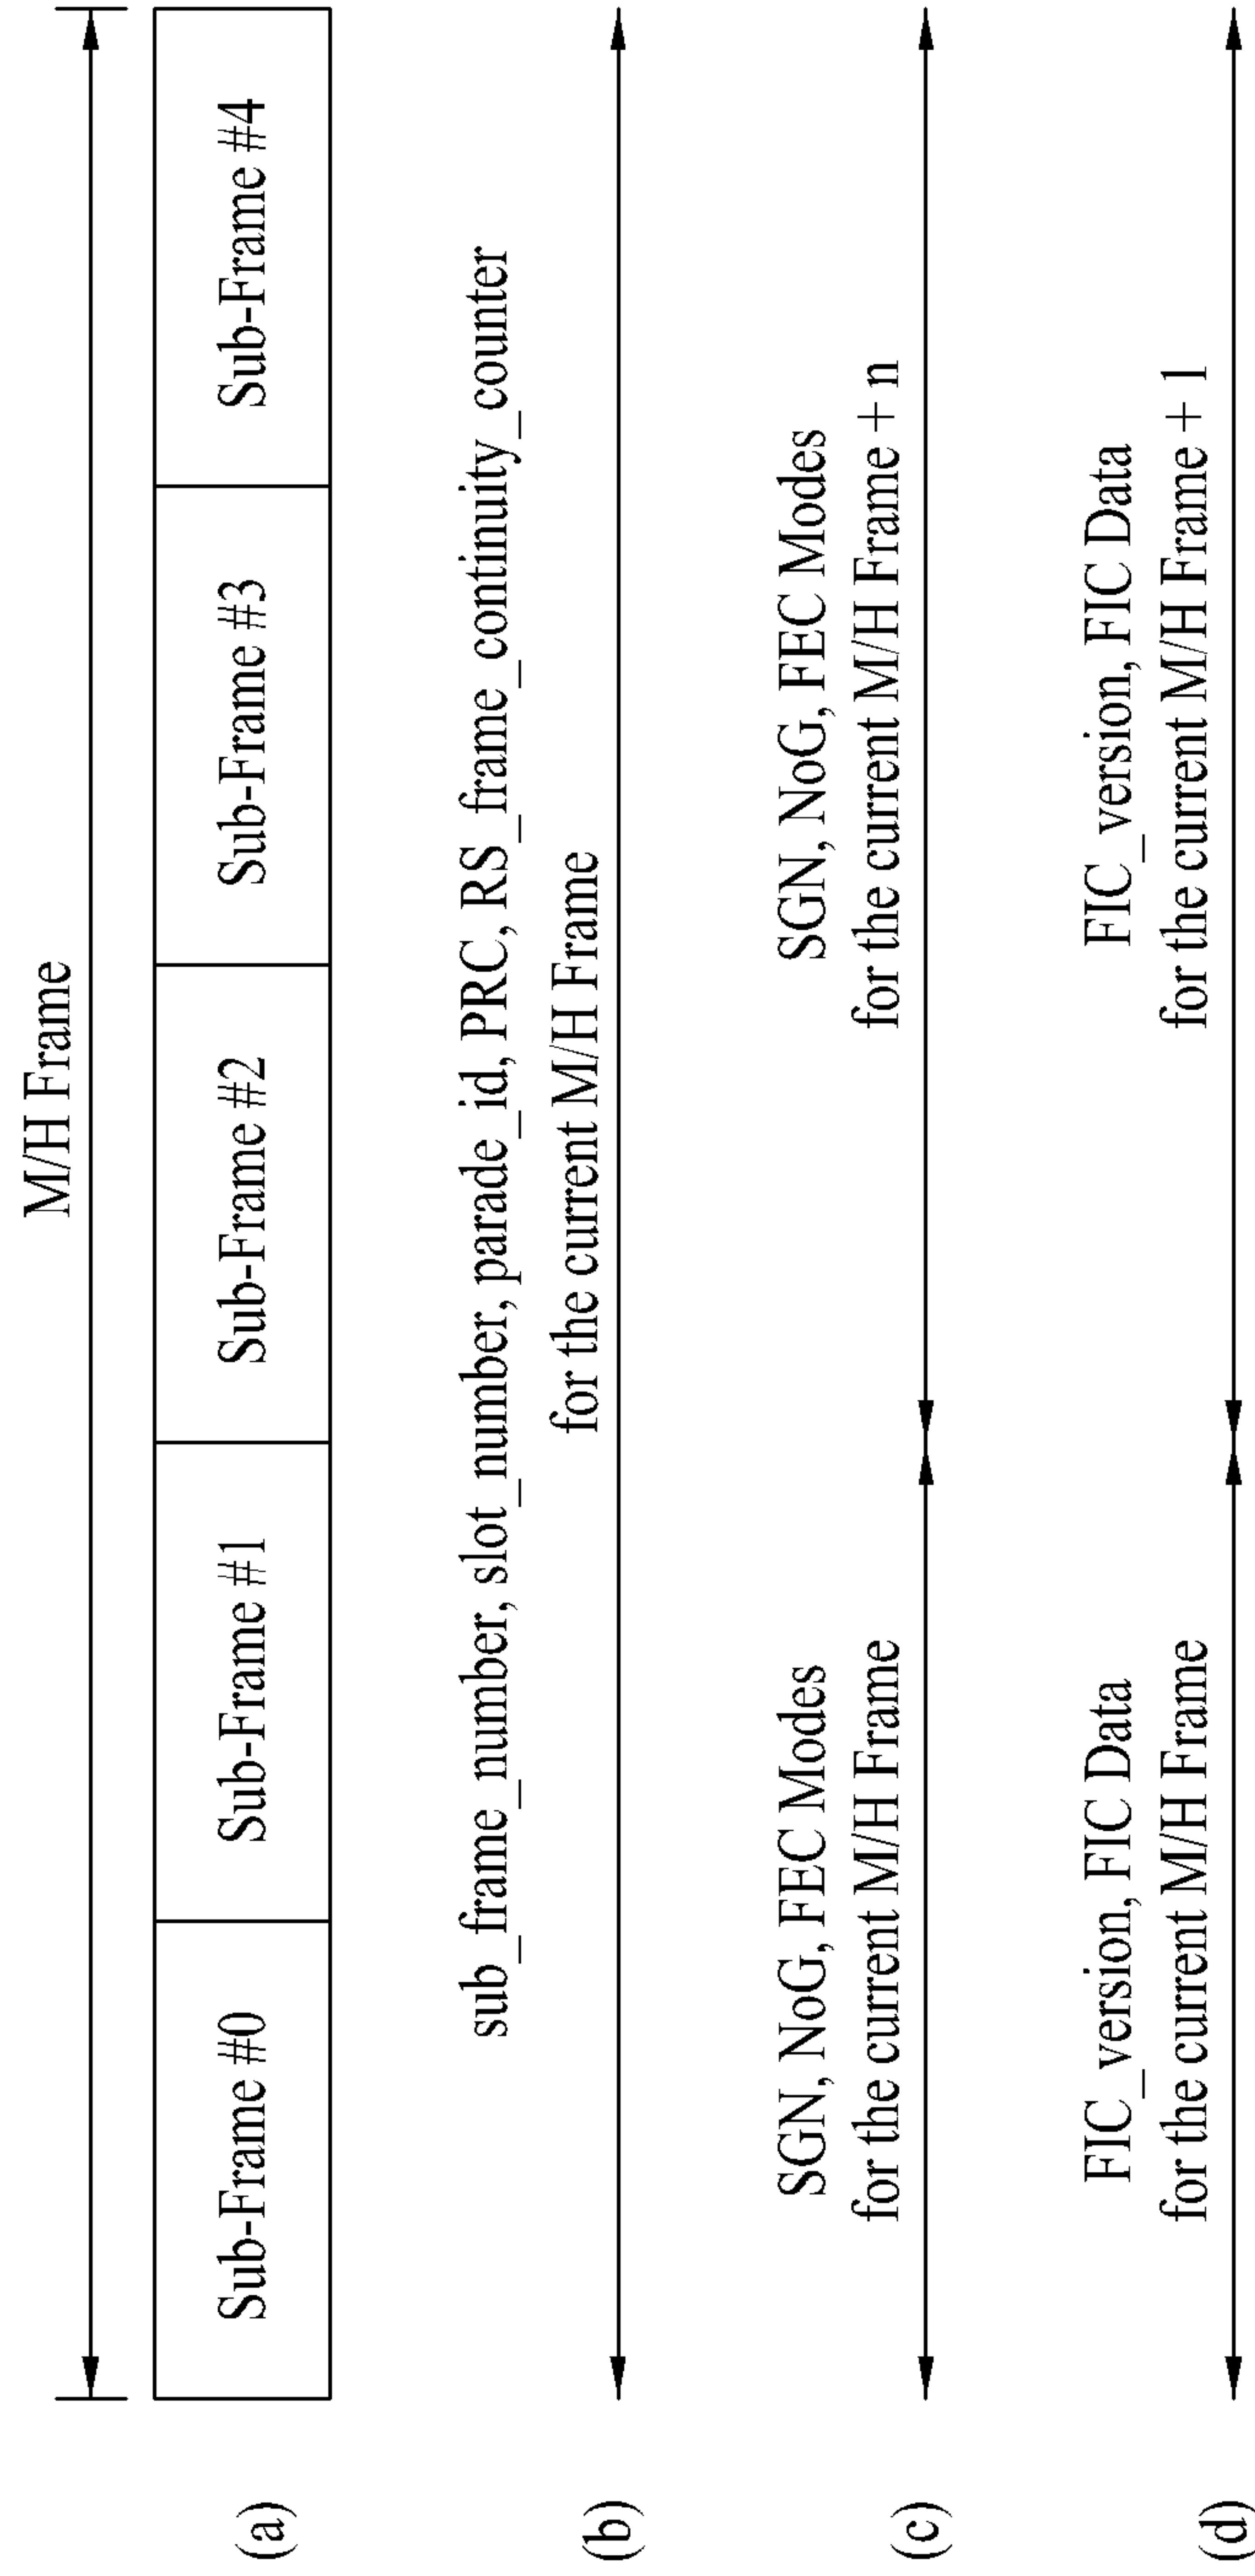 M/H Frame
(a)
Sub-Frame #0
Sub-Frame #1
Sub-Frame #2
Sub-Frame #3
Sub-Frame #4
sub_frame_number, slot_number, parade_id, PRC, RS_frame_continuity_counter
for the current M/H Frame
(b)
SGN, NoG, FEC Modes
for the current M/H Frame
SGN, NoG, FEC Modes
for the current M/H Frame + n
(c)
FIC_version, FIC Data
for the current M/H Frame
FIC_version, FIC Data
for the current M/H Frame + 1
(d)